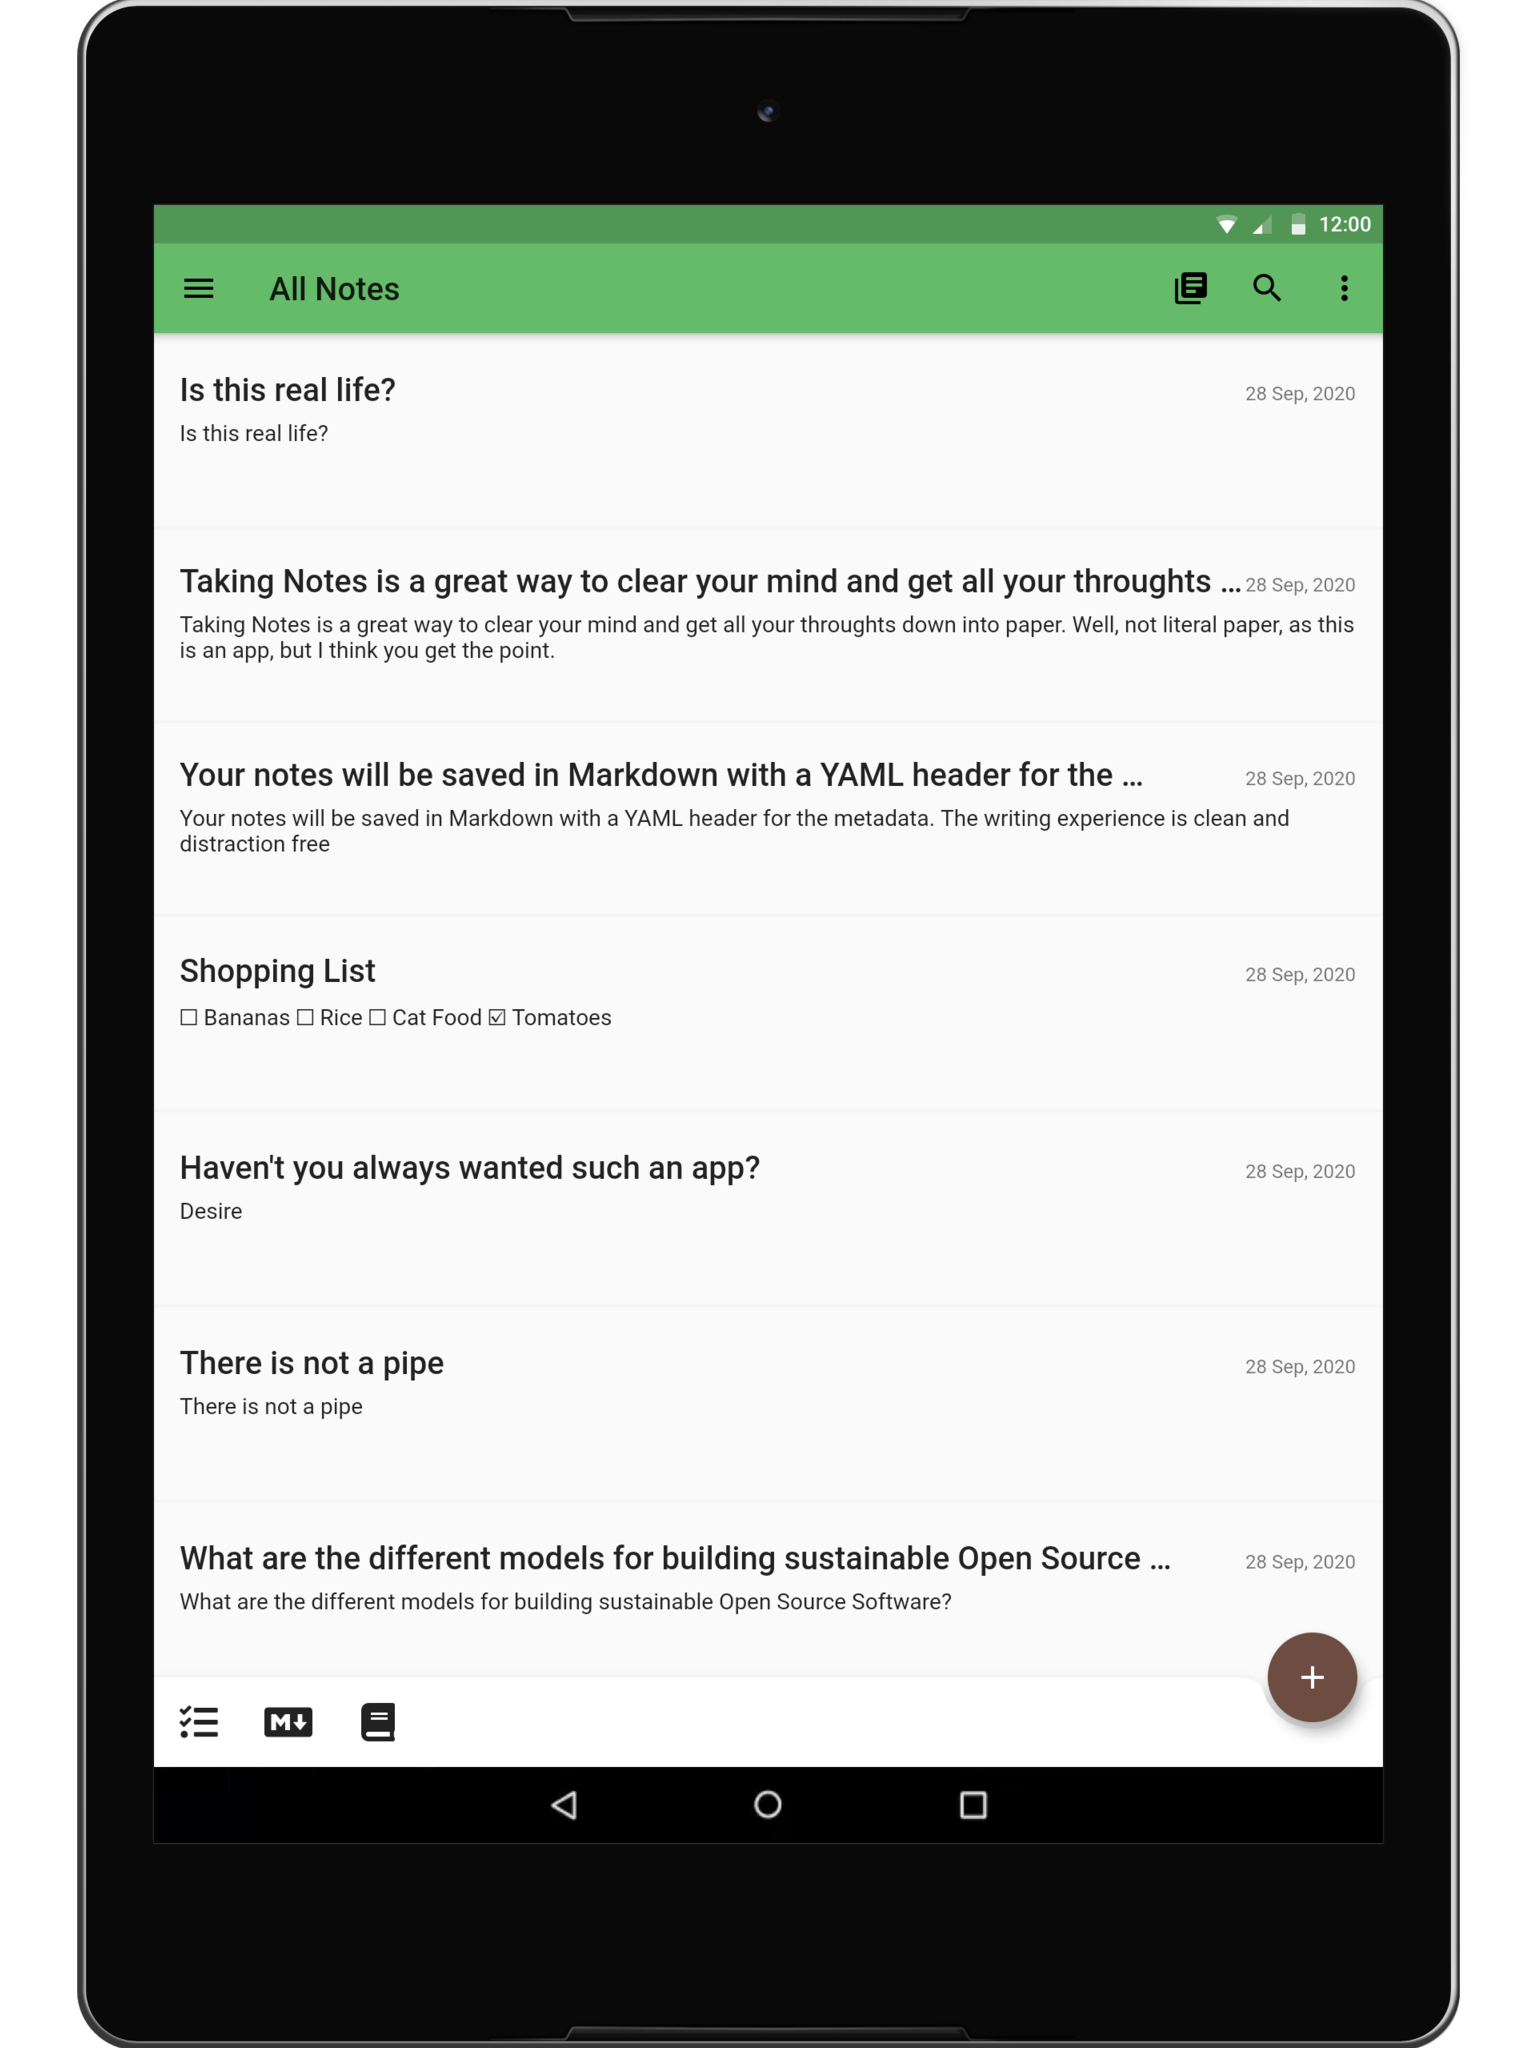 12:00
All Notes
Is this real life?
28 Sep, 2020
Is this real life?
Taking Notes is a great way to clear your mind and get all your throughts ...
28 Sep, 2020
Taking Notes is a great way to clear your mind and get all your throughts down into paper. Well, not literal paper, as this
is an app, but I think you get the point.
Your notes will be saved in Markdown with a YAML header for the ...
28 Sep, 2020
Your notes will be saved in Markdown with a YAML header for the metadata. The writing experience is clean and
distraction free
Shopping List
28 Sep, 2020
☐ Bananas ☐ Rice ☐ Cat Food ☑ Tomatoes
Haven't you always wanted such an app?
28 Sep, 2020
Desire
There is not a pipe
28 Sep, 2020
There is not a pipe
What are the different models for building sustainable Open Source ...
28 Sep, 2020
What are the different models for building sustainable Open Source Software?
+
M↓